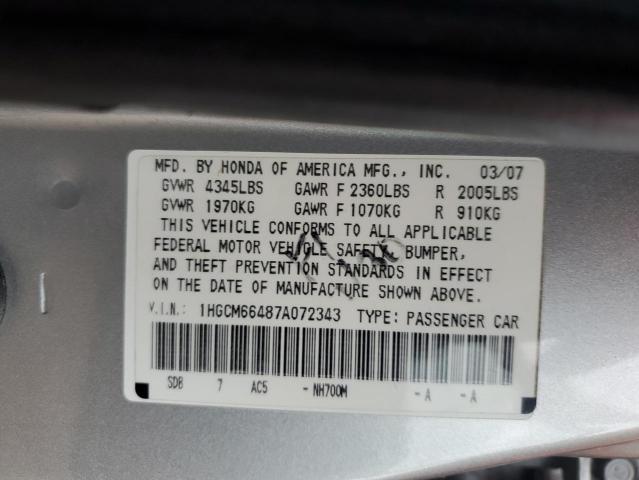 MFD. BY HONDA OF AMERICA MFG., INC. 03/07
GVWR 4345LBS GAWR F 2360LBS R 2005LBS
GVWR 1970KG GAWR F 1070KG R 910KG
THIS VEHICLE CONFORMS TO ALL APPLICABLE
FEDERAL MOTOR VEHICLE SAFETY, BUMPER,
AND THEFT PREVENTION STANDARDS IN EFFECT
ON THE DATE OF MANUFACTURE SHOWN ABOVE.
V.I.N.: 1HGCM66487A072343 TYPE: PASSENGER CAR
SDB 7 AC5 - NH700M - A - A